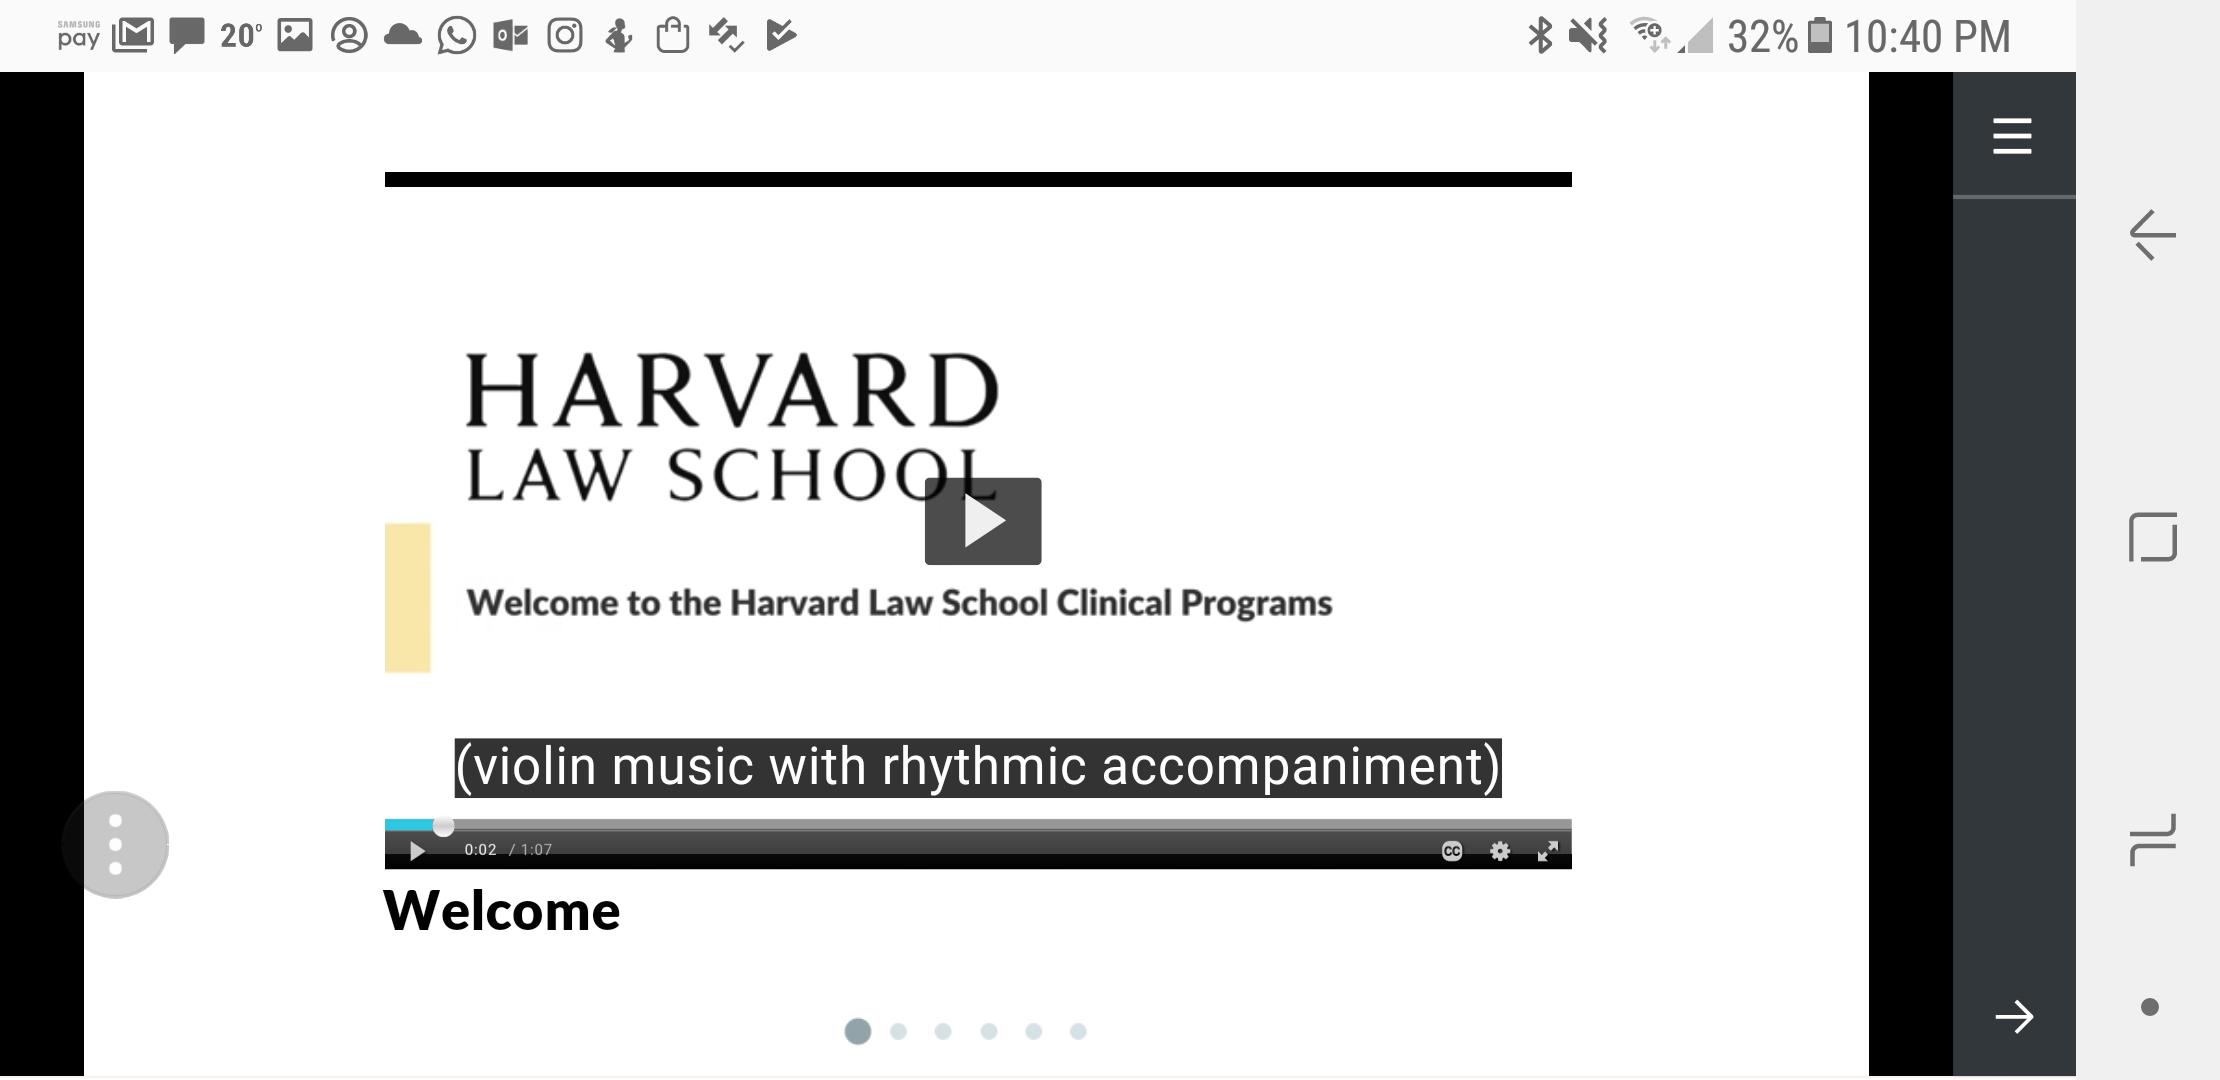 SAMSUNG
pay 20° 32% 10:40 PM
HARVARD
LAW SCHOOL
Welcome to the Harvard Law School Clinical Programs
(violin music with rhythmic accompaniment)
0:02 / 1:07 CC
Welcome